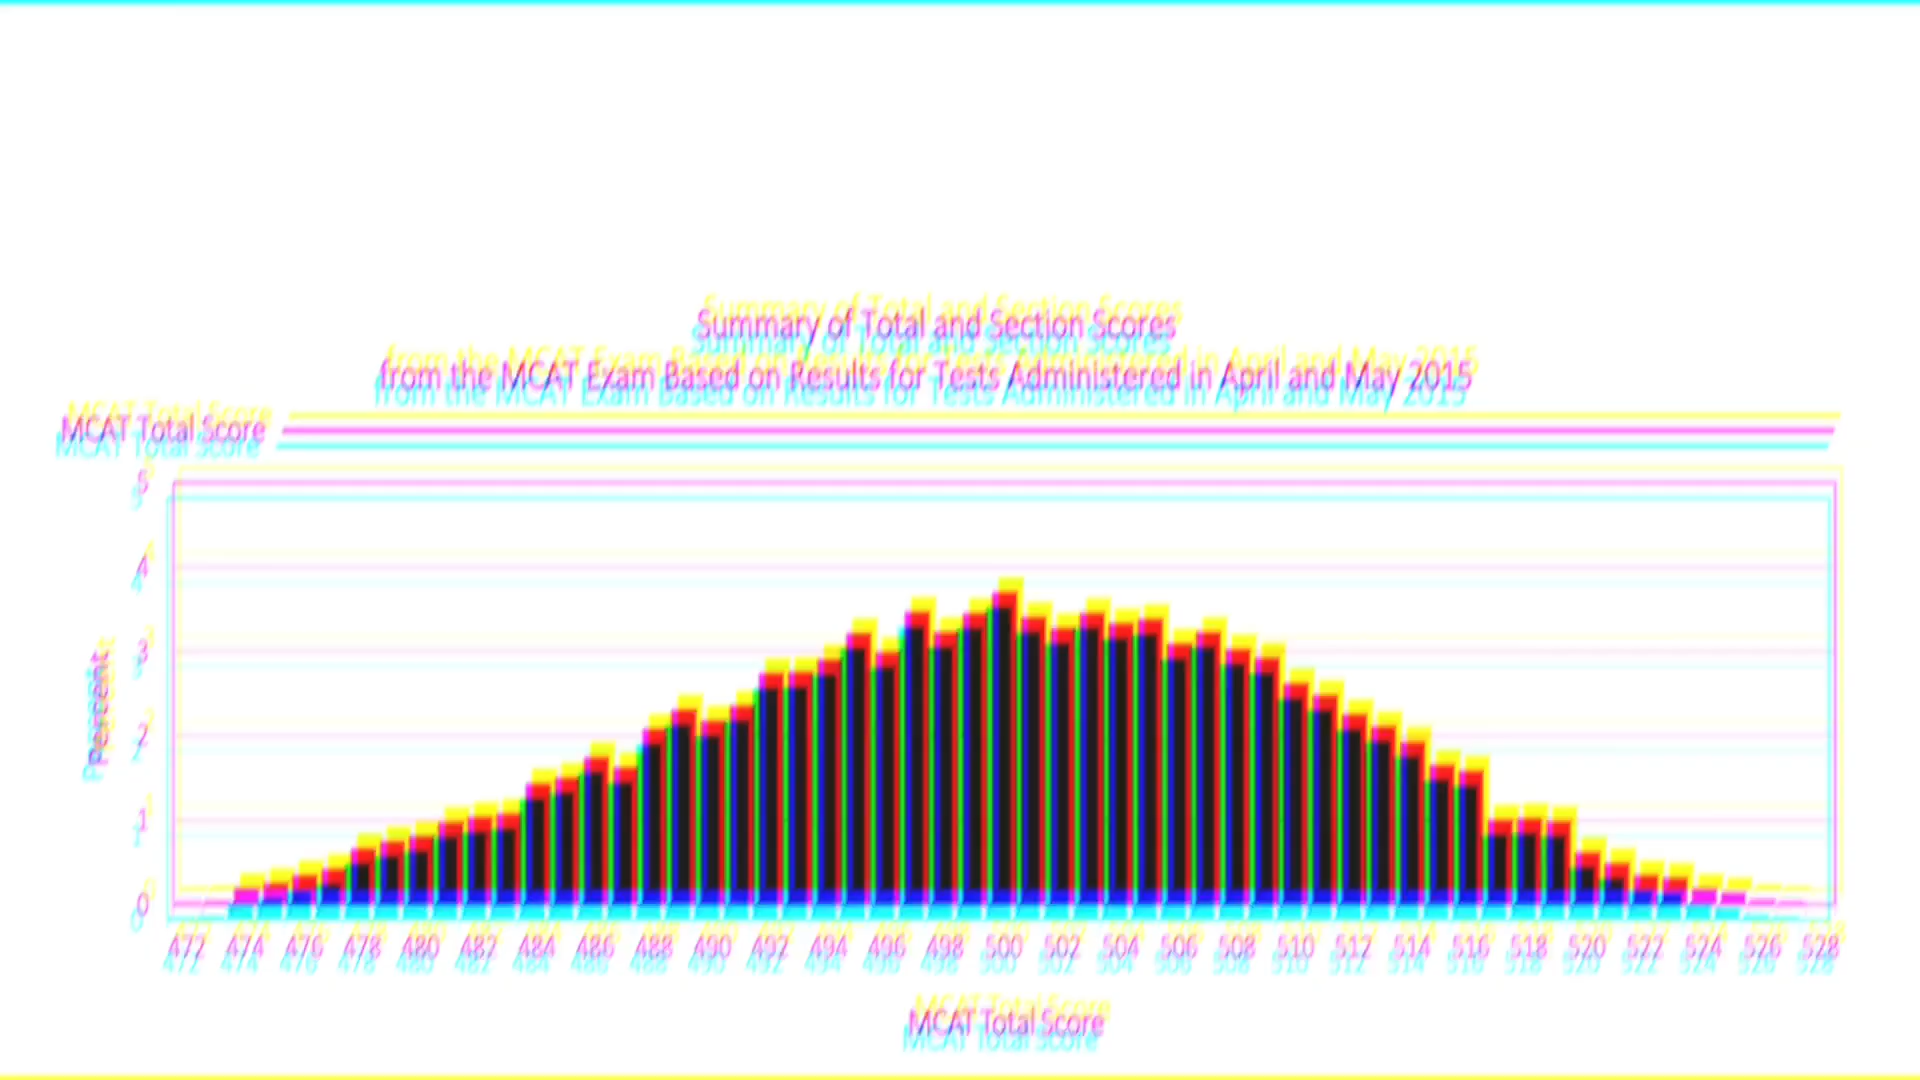 Summary of Total and Section Scores
from the MCAT Exam Based on Results for Tests Administered in April and May 2015
MCAT Total Score
5
4
3
2
1
0
Percent
472 474 476 478 480 482 484 486 488 490 492 494 496 498 500 502 504 506 508 510 512 514 516 518 520 522 524 526 528
MCAT Total Score